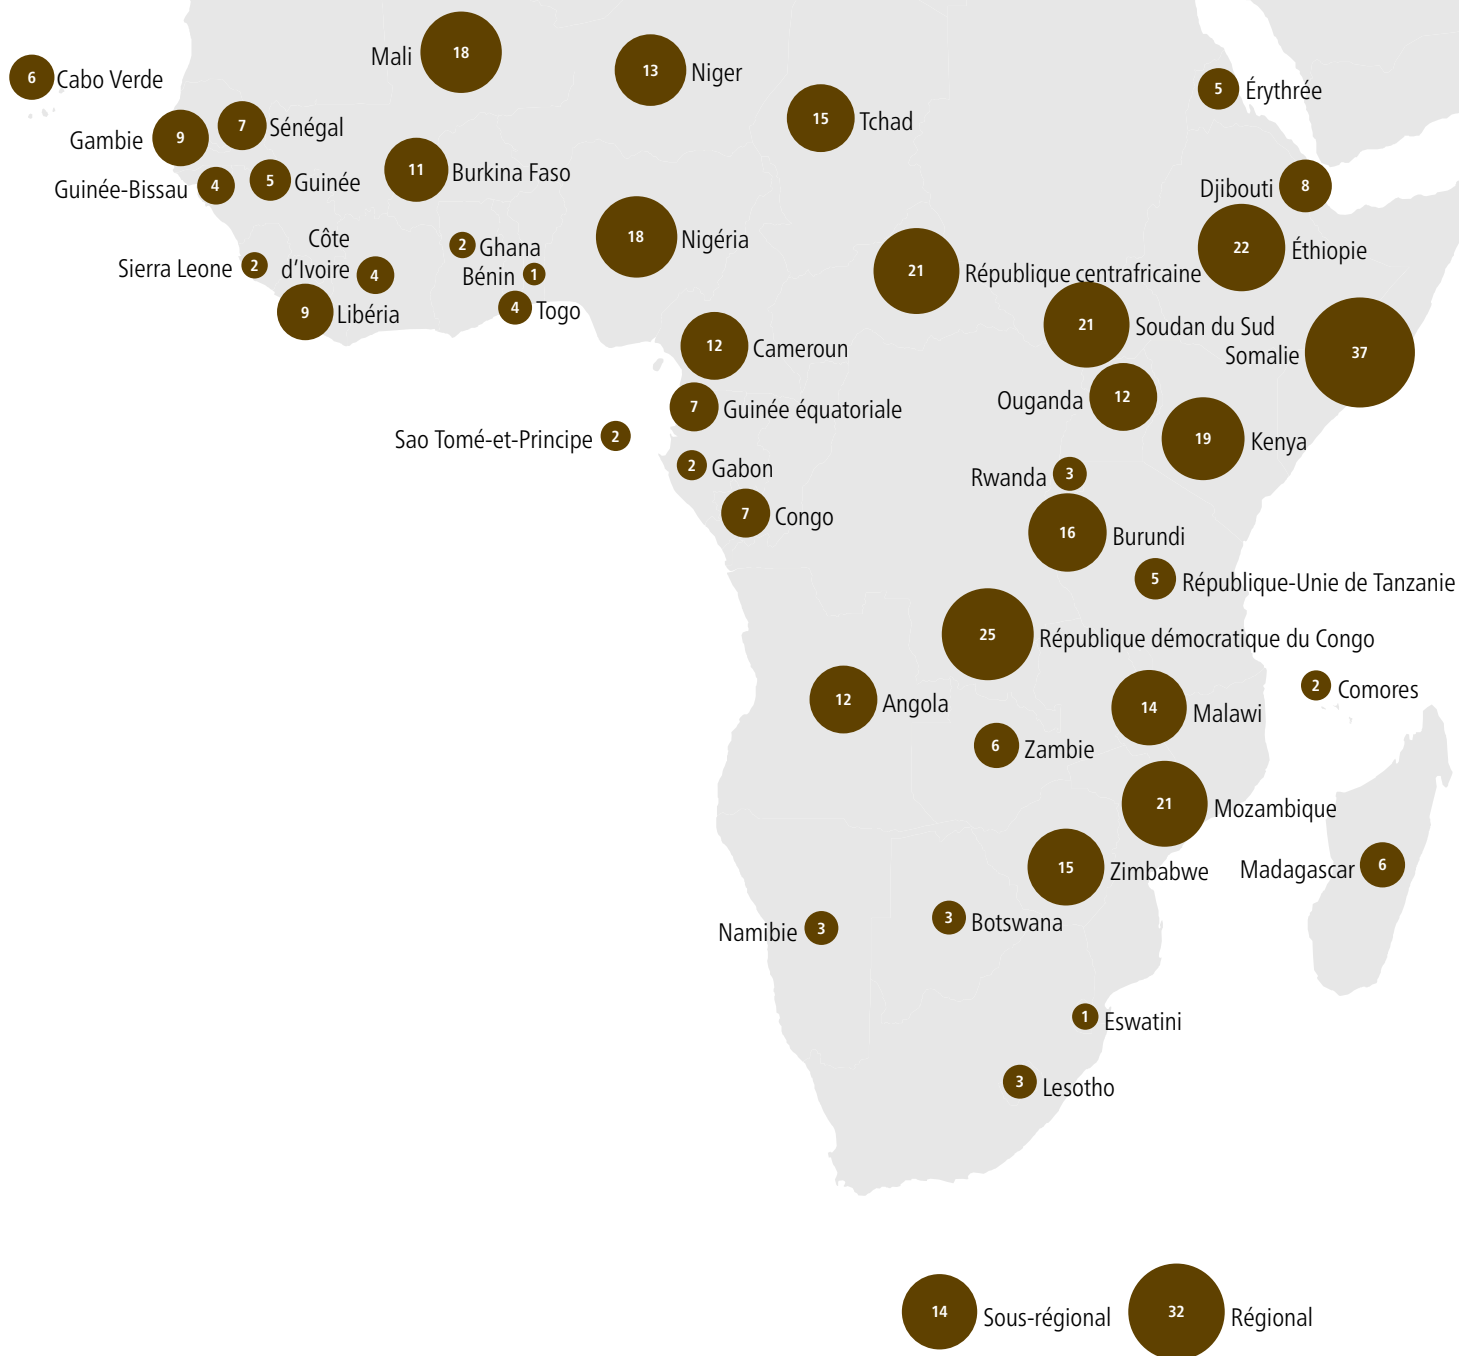 18
Mali
13
Niger
6
Cabo Verde
5
Érythrée
15
Tchad
7
Sénégal
9
Gambie
11
Burkina Faso
5
Guinée
4
Guinée-Bissau
8
Djibouti
18
Nigéria
2
Ghana
22
Éthiopie
Côte
d’Ivoire
4
2
Sierra Leone
1
Bénin
21
République centrafricaine
9
Libéria
4
Togo
21
Soudan du Sud
37
Somalie
12
Cameroun
12
Ouganda
7
Guinée équatoriale
2
Sao Tomé-et-Principe
19
Kenya
2
Gabon
3
Rwanda
7
Congo
16
Burundi
5
République-Unie de Tanzanie
25
République démocratique du Congo
2
Comores
12
Angola
14
Malawi
6
Zambie
21
Mozambique
15
Zimbabwe
6
Madagascar
3
Namibie
3
Botswana
1
Eswatini
3
Lesotho
14
Sous-régional
32
Régional